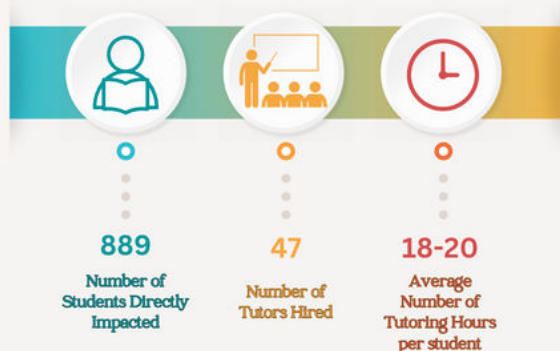 889
Number of
Students Directly
Impacted
47
Number of
Tutors Hired
18-20
Average
Number of
Tutoring Hours
per student